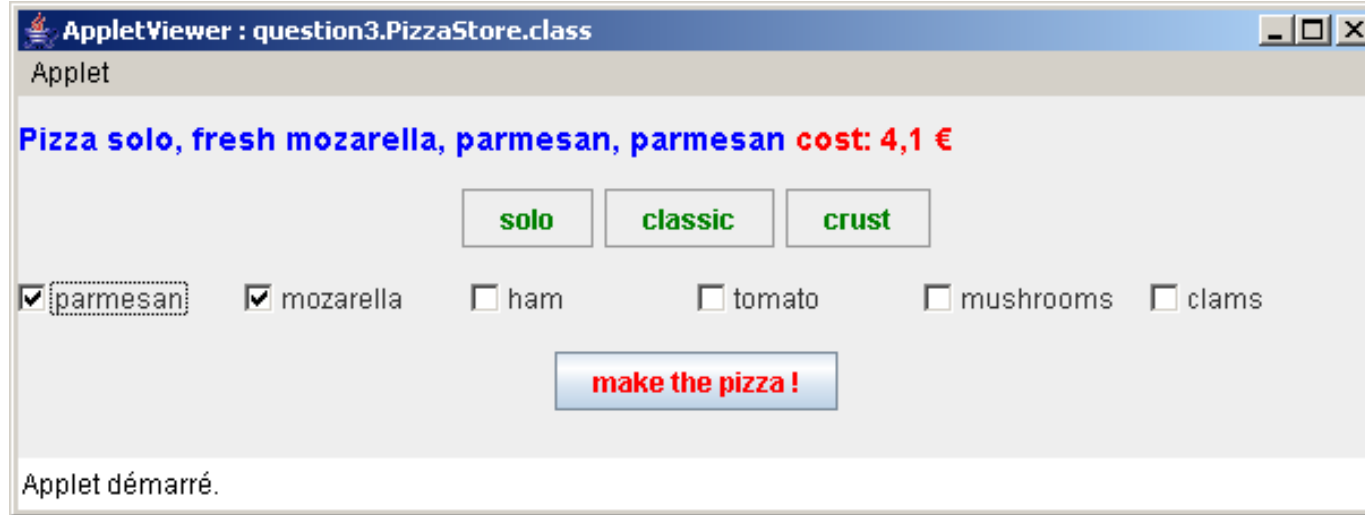 AppletViewer : question3.PizzaStore.class
Applet
Pizza solo, fresh mozarella, parmesan, parmesan cost: 4,1 €
solo classic crust
parmesan mozarella ham tomato mushrooms clams
make the pizza !
Applet démarré.